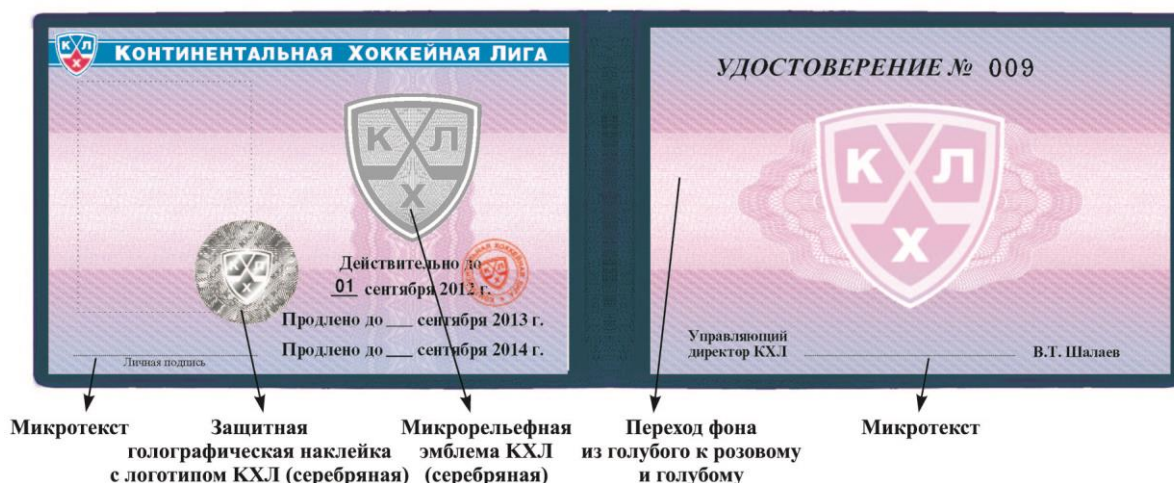 КХЛ
КОНТИНЕНТАЛЬНАЯ ХОККЕЙНАЯ ЛИГА
КХЛ
КХЛ
Действительно до
01 сентября 2012 г.
Продлено до ___ сентября 2013 г.
Продлено до ___ сентября 2014 г.
Личная подпись
УДОСТОВЕРЕНИЕ № 009
КХЛ
Управляющий
директор КХЛ
В.Т. Шалаев
Микротекст
Защитная
голографическая наклейка
с логотипом КХЛ (серебряная)
Микрорельефная
эмблема КХЛ
(серебряная)
Переход фона
из голубого к розовому
и голубому
Микротекст